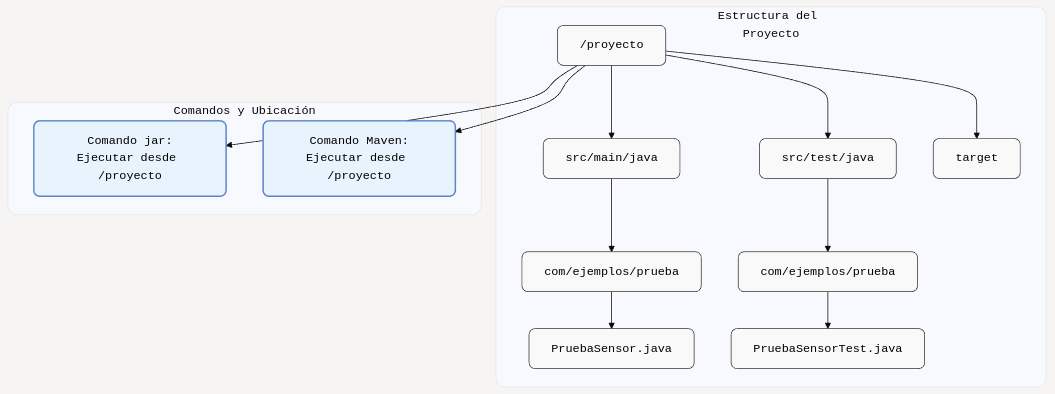 Estructura del
Proyecto
/proyecto
Comandos y Ubicación
Comando jar:
Ejecutar desde
/proyecto
Comando Maven:
Ejecutar desde
/proyecto
src/main/java
src/test/java
target
com/ejemplos/prueba
com/ejemplos/prueba
PruebaSensor.java
PruebaSensorTest.java